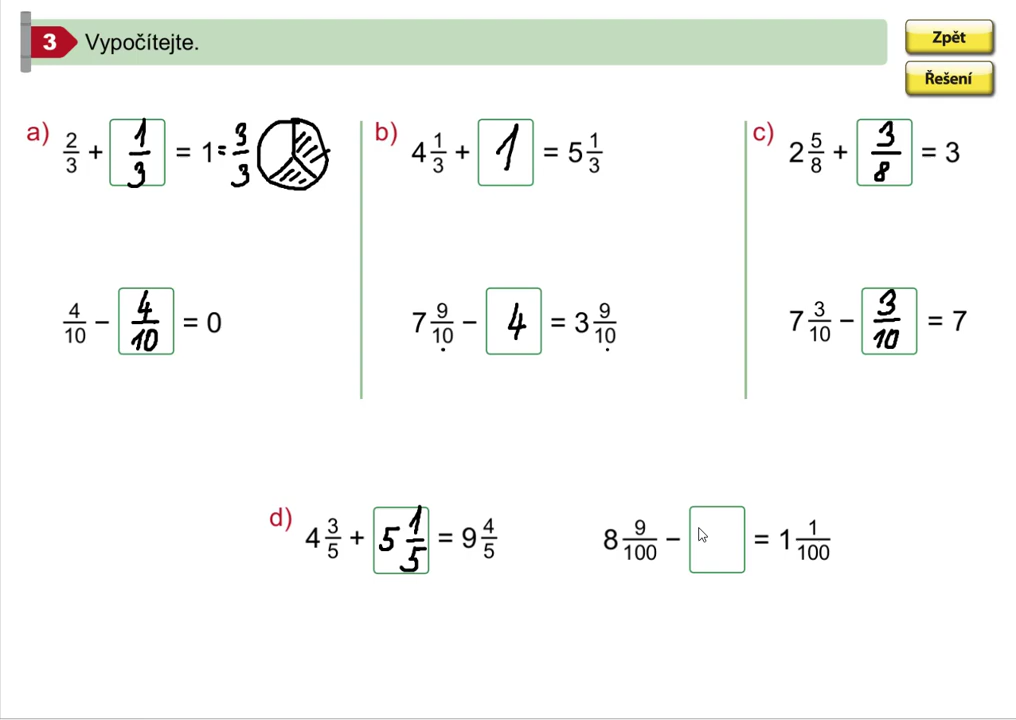 3 Vypočítejte.
Zpět
Řešení
a) 2/3 + 1/3 = 1 = 3/3
b) 4 1/3 + 1 = 5 1/3
c) 2 5/8 + 3/8 = 3
4/10 − 4/10 = 0
7 9/10 − 4 = 3 9/10
7 3/10 − 3/10 = 7
d) 4 3/5 + 5 1/5 = 9 4/5
8 9/100 − = 1 1/100